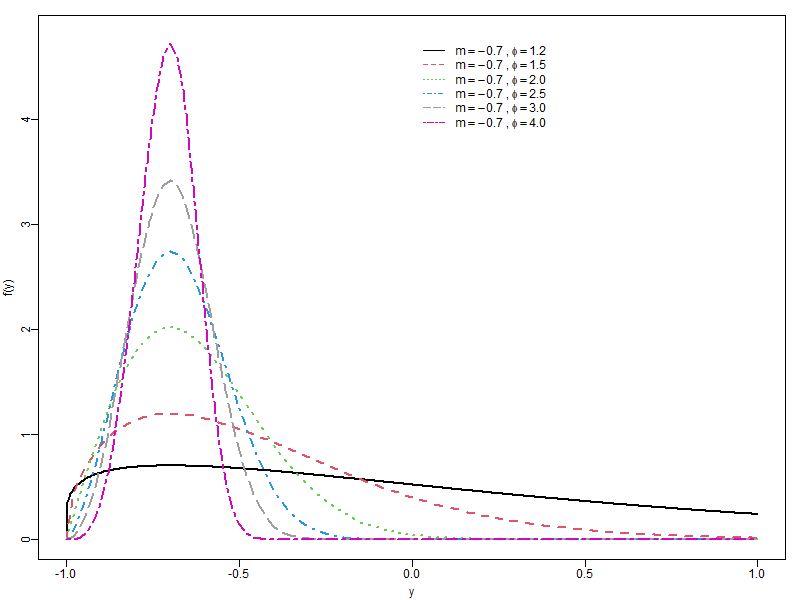 m = −0.7 , ϕ = 1.2
m = −0.7 , ϕ = 1.5
m = −0.7 , ϕ = 2.0
m = −0.7 , ϕ = 2.5
m = −0.7 , ϕ = 3.0
m = −0.7 , ϕ = 4.0
4
3
2
1
0
f(y)
-1.0 -0.5 0.0 0.5 1.0
y